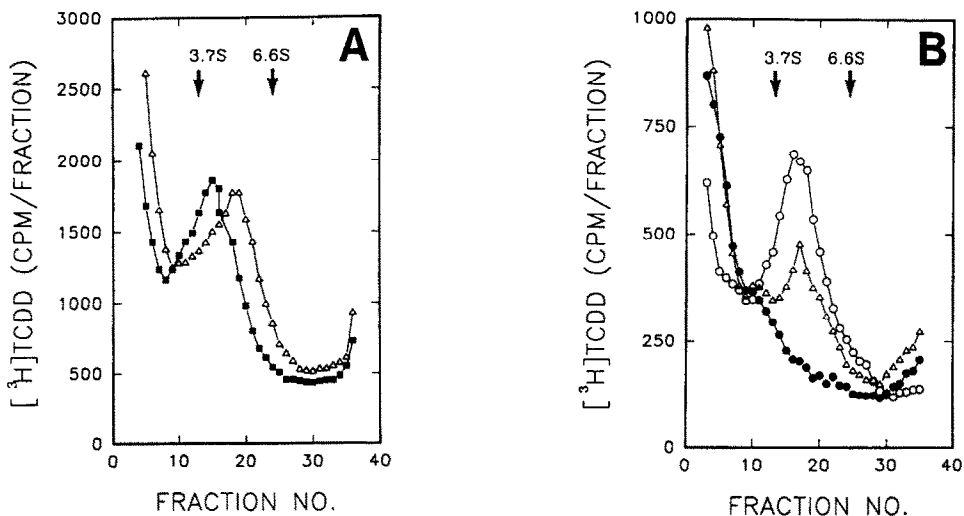 A
3.7S 6.6S
3000
2500
2000
1500
1000
500
0
0 10 20 30 40
FRACTION NO.
[³H]TCDD (CPM/FRACTION)
B
3.7S 6.6S
1000
750
500
250
0
0 10 20 30 40
FRACTION NO.
[³H]TCDD (CPM/FRACTION)